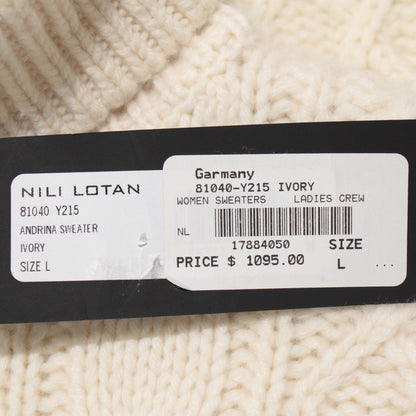 NILI LOTAN
81040 Y215
ANDRINA SWEATER
IVORY
SIZE L
Garmany
81040-Y215 IVORY
WOMEN SWEATERS LADIES CREW
NL
17884050 SIZE
PRICE $ 1095.00 L ...